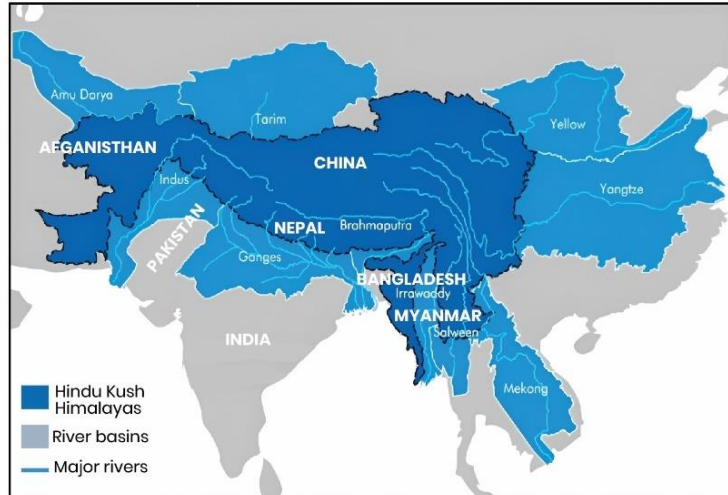 Amu Darya
Tarim
Yellow
AFGANISTHAN
CHINA
Indus
Yangtze
PAKISTAN
NEPAL
Brahmaputra
Ganges
BANGLADESH
Irrawaddy
MYANMAR
Salween
INDIA
Mekong
Hindu Kush
Himalayas
River basins
Major rivers